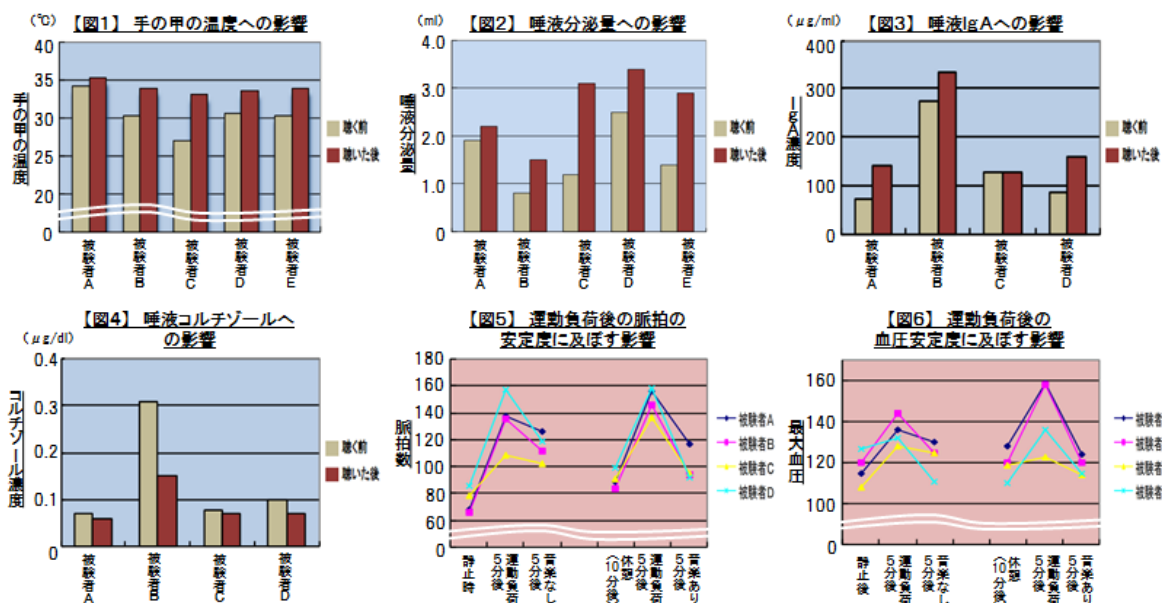 【図1】 手の甲の温度への影響
(℃)
40
35
30
25
20
0
手の甲の温度
被験者A
被験者B
被験者C
被験者D
被験者E
聴く前
聴いた後
【図2】 唾液分泌量への影響
(ml)
4.0
3.0
2.0
1.0
0
唾液分泌量
被験者A
被験者B
被験者C
被験者D
被験者E
聴く前
聴いた後
【図3】 唾液IgAへの影響
(μg/ml)
400
300
200
100
0
IgA濃度
被験者A
被験者B
被験者C
被験者D
聴く前
聴いた後
【図4】 唾液コルチゾールへ
の影響
(μg/dl)
0.4
0.3
0.2
0.1
0
コルチゾール濃度
被験者A
被験者B
被験者C
被験者D
聴く前
聴いた後
【図5】 運動負荷後の脈拍の
安定度に及ぼす影響
180
160
140
120
100
80
60
0
脈拍数
静止時
運動負荷
5分後
音楽なし
5分後
休憩
(10分後)
運動負荷
5分後
音楽あり
5分後
被験者A
被験者B
被験者C
被験者D
【図6】 運動負荷後の
血圧安定度に及ぼす影響
160
140
120
100
0
最大血圧
静止後
運動負荷
5分後
音楽なし
5分後
休憩
(10分後)
運動負荷
5分後
音楽あり
5分後
被験者A
被験者B
被験者C
被験者D